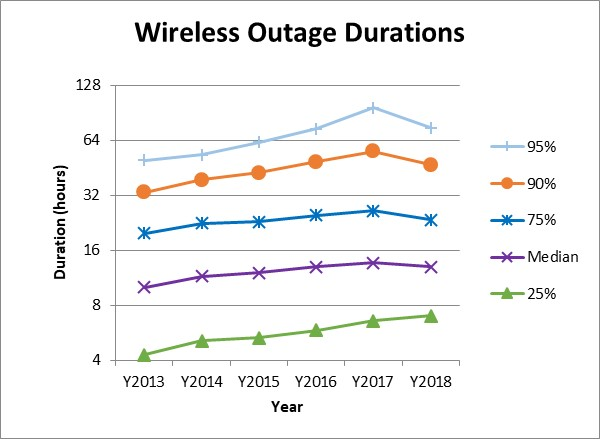 Wireless Outage Durations
Duration (hours)
128
64
32
16
8
4
Y2013 Y2014 Y2015 Y2016 Y2017 Y2018
Year
95%
90%
75%
Median
25%